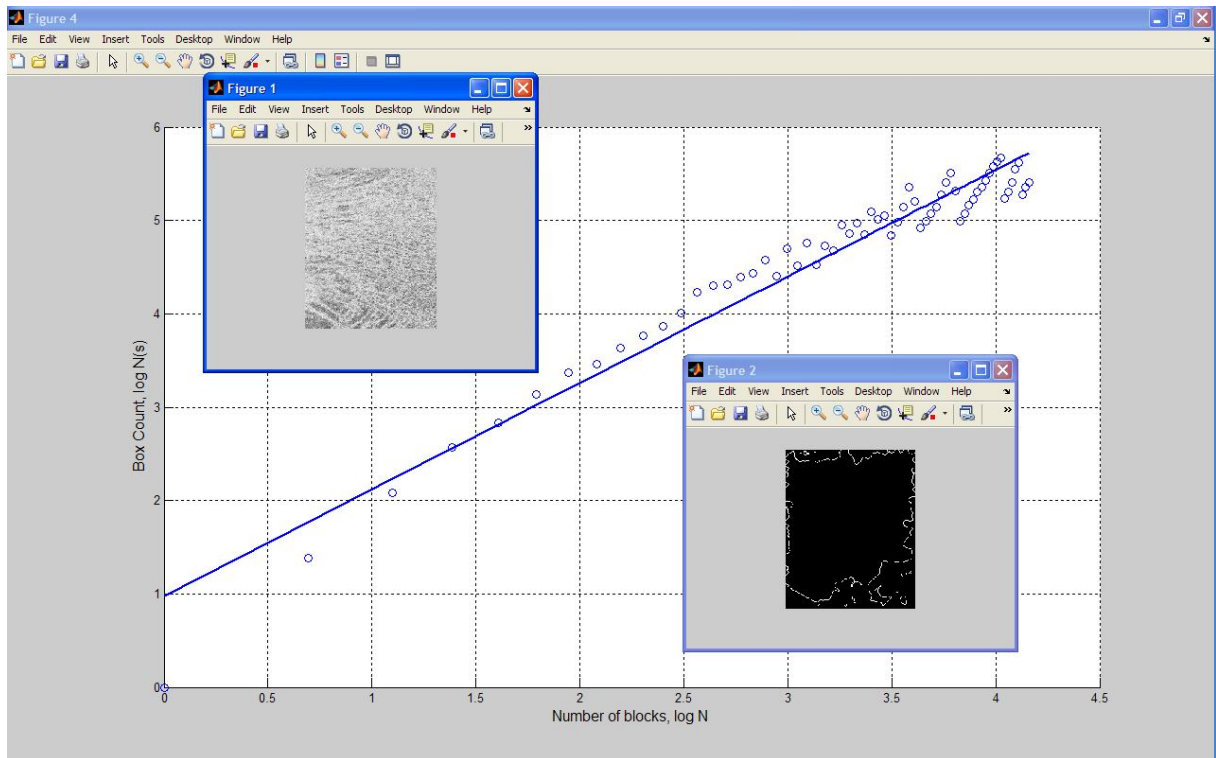 Figure 4
File Edit View Insert Tools Desktop Window Help
Figure 1
File Edit View Insert Tools Desktop Window Help
»
6
5
4
3
2
1
0
Box Count, log N(s)
Figure 2
File Edit View Insert Tools Desktop Window Help
»
0 0.5 1 1.5 2 2.5 3 3.5 4 4.5
Number of blocks, log N